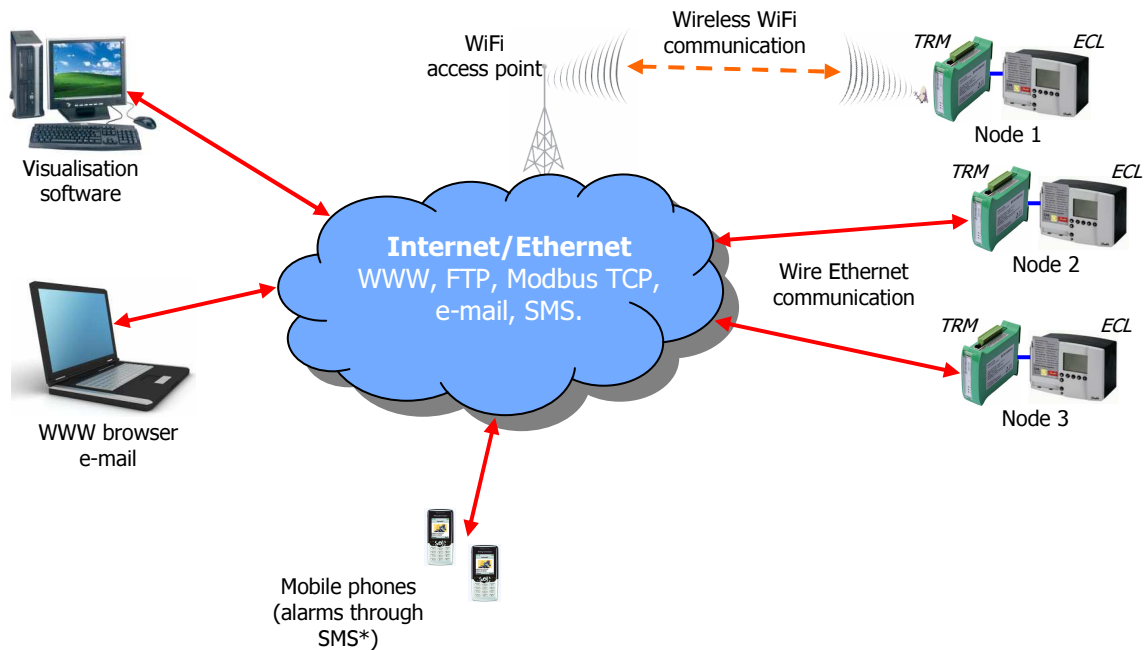 Wireless WiFi
communication
WiFi
access point
TRM
ECL
Node 1
Visualisation
software
TRM
ECL
Node 2
Internet/Ethernet
WWW, FTP, Modbus TCP,
e-mail, SMS.
Wire Ethernet
communication
TRM
ECL
Node 3
WWW browser
e-mail
Mobile phones
(alarms through
SMS*)